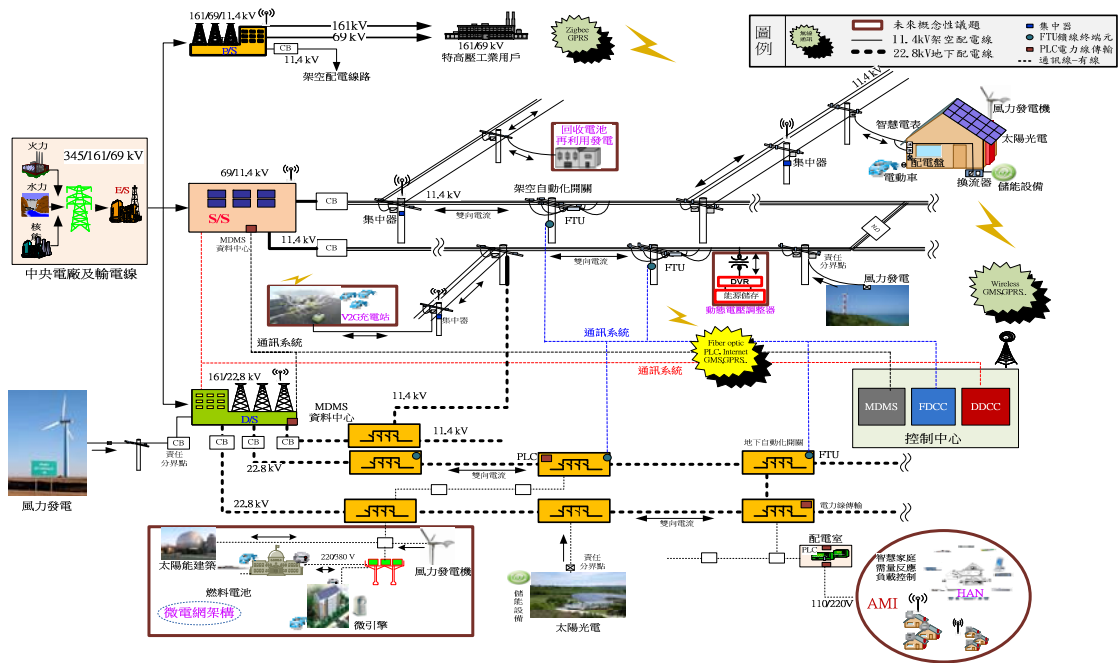 161/69/11.4 kV
P/S
CB
11.4 kV
架空配電線路
161kV
69 kV
161/69 kV
特高壓工業用戶
Zigbee
GPRS
圖例
無線
通訊
未來概念性議題
11.4kV架空配電線
22.8kV地下配電線
集中器
FTU饋線終端元
PLC電力線傳輸
通訊線-有線
火力
345/161/69 kV
水力
E/S
核能
中央電廠及輸電線
69/11.4 kV
S/S
MDMS
資料中心
CB
11.4 kV
CB
11.4 kV
集中器
雙向電流
回收電池
再利用發電
架空自動化開關
FTU
11.4 kV
集中器
智慧電表
配電盤
電動車
風力發電機
太陽光電
換流器
儲能設備
雙向電流
FTU
DVR
能源儲存
動態電壓調整器
責任
分界點
風力發電
V2G充電站
集中器
通訊系統
通訊系統
Fiber optic
PLC, Internet
GMS,GPRS..
Wireless
GMS,GPRS..
MDMS
FDCC
DDCC
控制中心
161/22.8 kV
D/S
MDMS
資料中心
風力發電
CB
責任
分界點
CB
CB
CB
11.4 kV
11.4 kV
22.8 kV
22.8 kV
雙向電流
PLC
地下自動化開關
FTU
雙向電流
電力線傳輸
太陽能建築
220/380 V
風力發電機
燃料電池
微電網架構
微引擎
儲能設備
責任
分界點
太陽光電
配電室
PLC
110/220V
智慧家庭
需量反應
負載控制
HAN
AMI